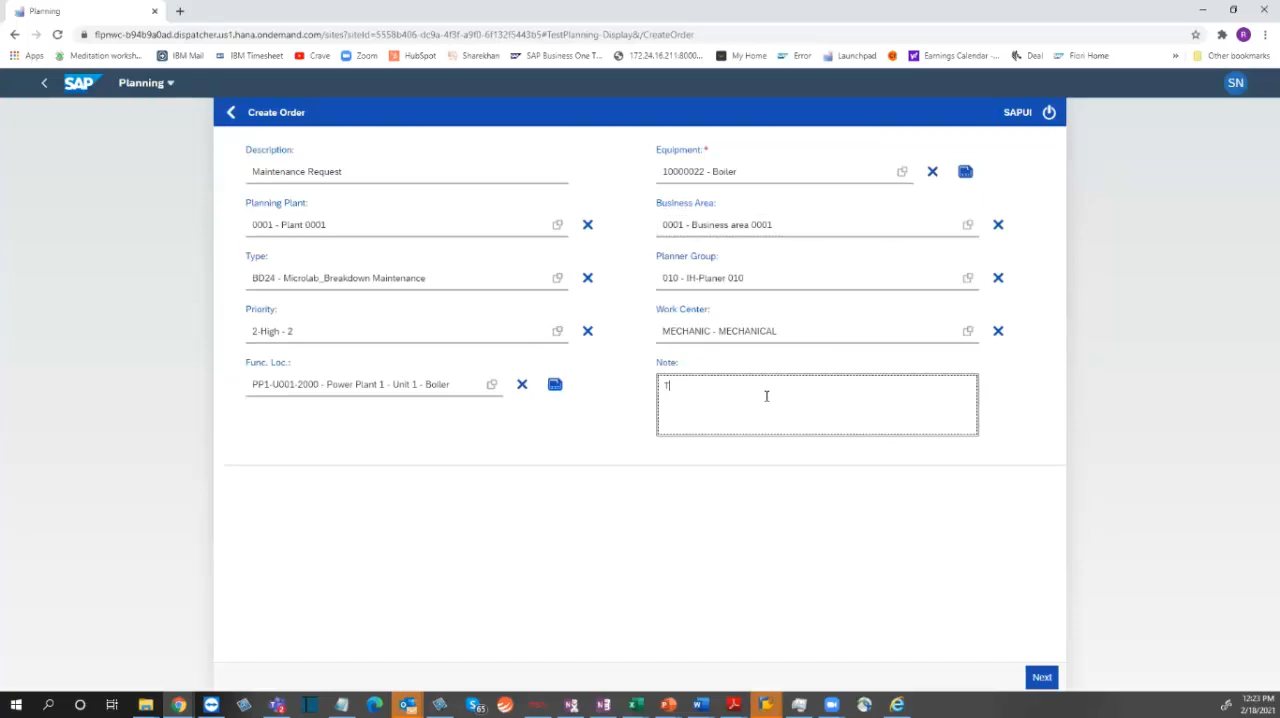 Planning
flpnwc-b94b9a0ad.dispatcher.us1.hana.ondemand.com/sites?siteId=5558b406-dc9a-4f3f-a9f0-6f132f5443b5#TestPlanning-Display&/CreateOrder
R
Apps Meditation worksh... IBM Mail IBM Timesheet Crave Zoom HubSpot Sharekhan SAP Business One T... 172.24.16.211:8000... My Home Error Launchpad Earnings Calendar -... Deal Fiori Home » Other bookmarks
SAP Planning SN
Create Order SAPUI
Description: Equipment:*
Maintenance Request 10000022 - Boiler
Planning Plant: Business Area:
0001 - Plant 0001 0001 - Business area 0001
Type: Planner Group:
BD24 - Microlab_Breakdown Maintenance 010 - IH-Planer 010
Priority: Work Center:
2-High - 2 MECHANIC - MECHANICAL
Func. Loc.: Note:
PP1-U001-2000 - Power Plant 1 - Unit 1 - Boiler T
Next
65
12:23 PM
2/18/2021